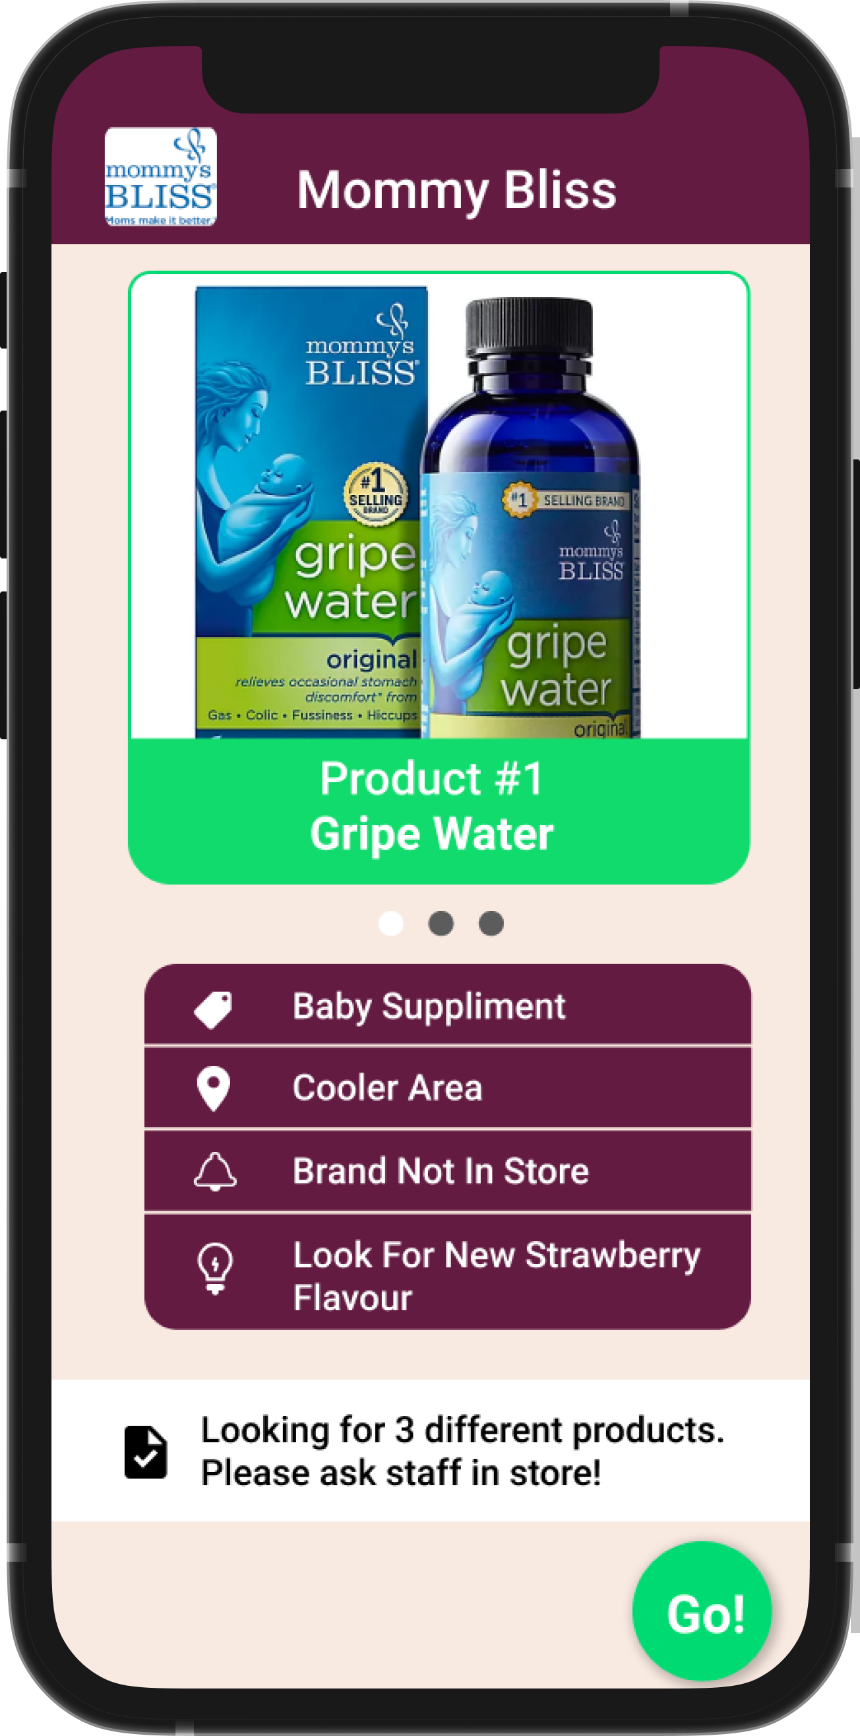 mommy's
BLISS®
Moms make it better.
Mommy Bliss
mommy's
BLISS®
#1
SELLING
BRAND
gripe
water
original
relieves occasional stomach
discomfort* from
Gas • Colic • Fussiness • Hiccups
#1 SELLING BRAND
mommy's
BLISS
gripe
water
original
Product #1
Gripe Water
Baby Suppliment
Cooler Area
Brand Not In Store
Look For New Strawberry
Flavour
Looking for 3 different products.
Please ask staff in store!
Go!